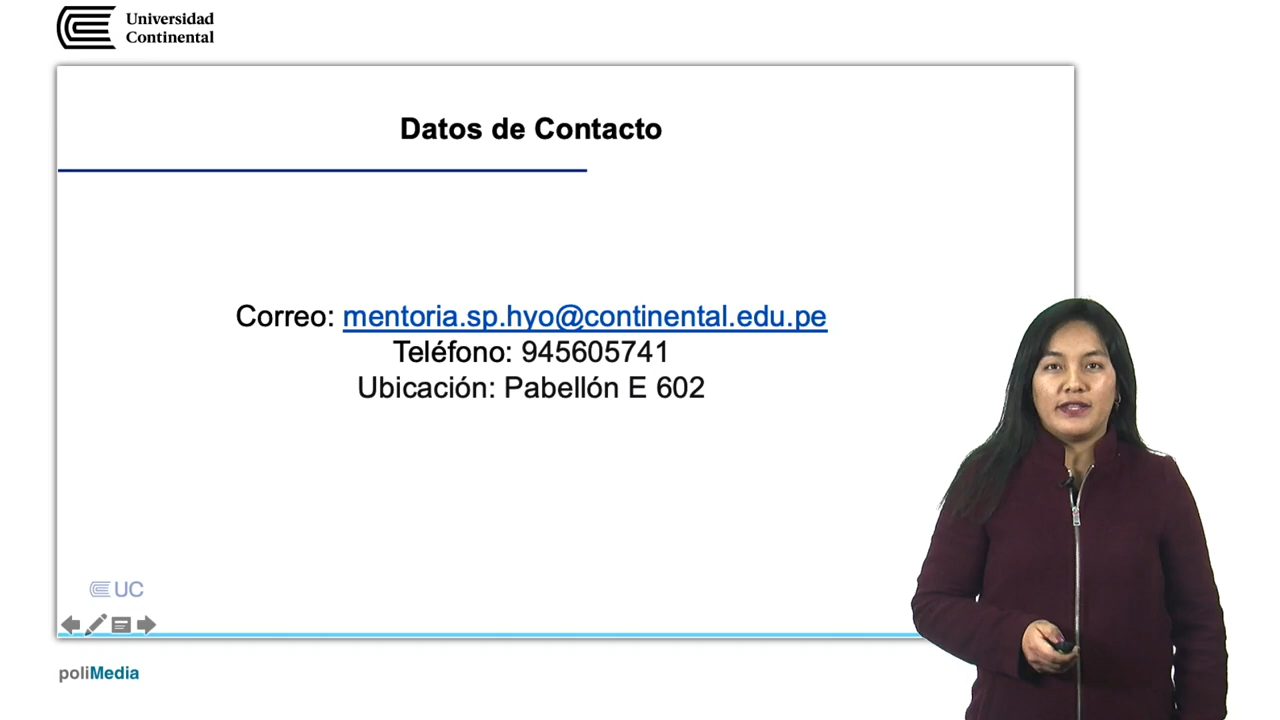 Universidad
Continental
Datos de Contacto
Correo: mentoria.sp.hyo@continental.edu.pe
Teléfono: 945605741
Ubicación: Pabellón E 602
UC
poliMedia